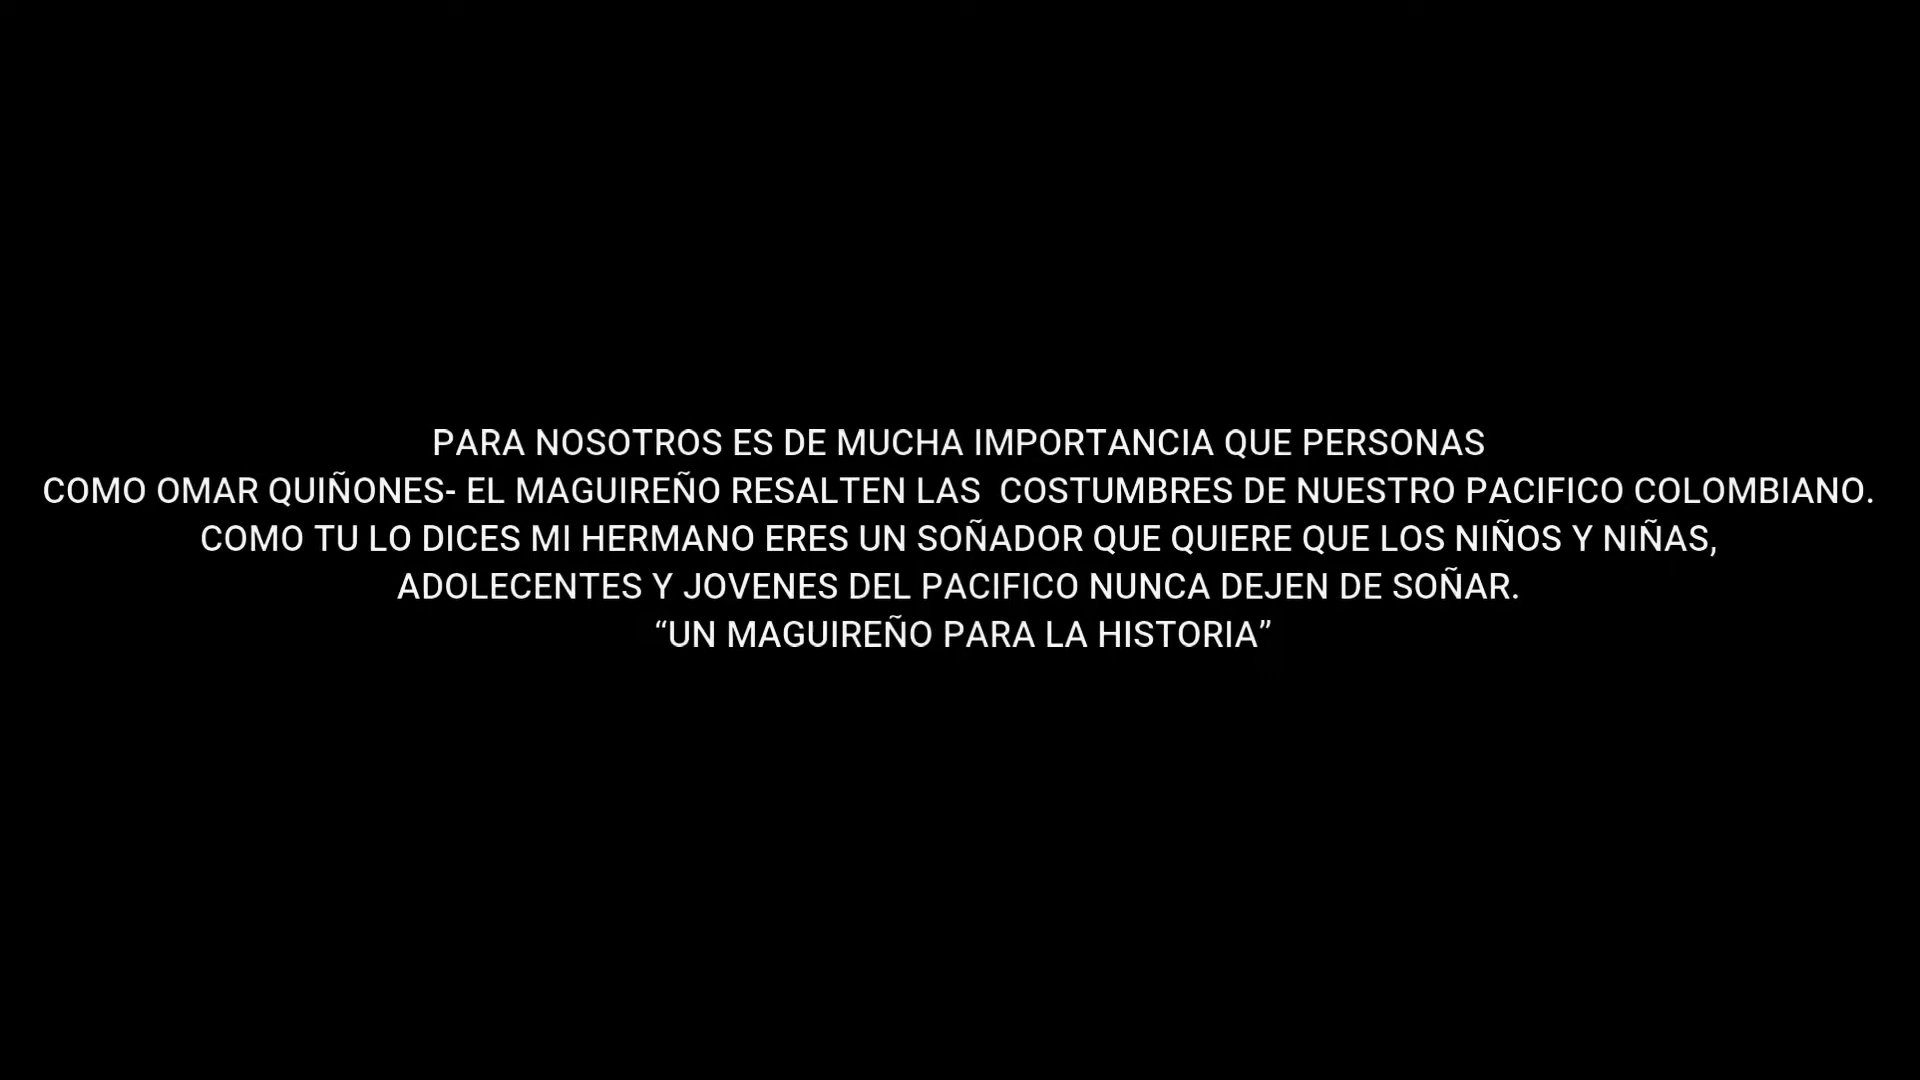 PARA NOSOTROS ES DE MUCHA IMPORTANCIA QUE PERSONAS
COMO OMAR QUIÑONES- EL MAGUIREÑO RESALTEN LAS  COSTUMBRES DE NUESTRO PACIFICO COLOMBIANO.
COMO TU LO DICES MI HERMANO ERES UN SOÑADOR QUE QUIERE QUE LOS NIÑOS Y NIÑAS,
ADOLECENTES Y JOVENES DEL PACIFICO NUNCA DEJEN DE SOÑAR.
“UN MAGUIREÑO PARA LA HISTORIA”